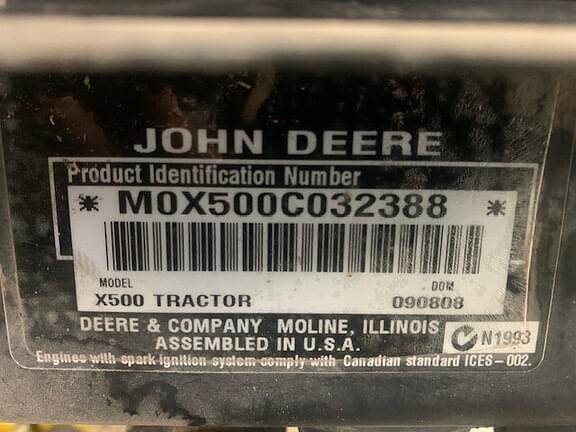 JOHN DEERE
Product Identification Number
* M0X500C032388 *
MODEL DOM
X500 TRACTOR 090808
DEERE & COMPANY MOLINE, ILLINOIS
ASSEMBLED IN U.S.A.
N1993
Engines with spark ignition system comply with Canadian standard ICES-002.